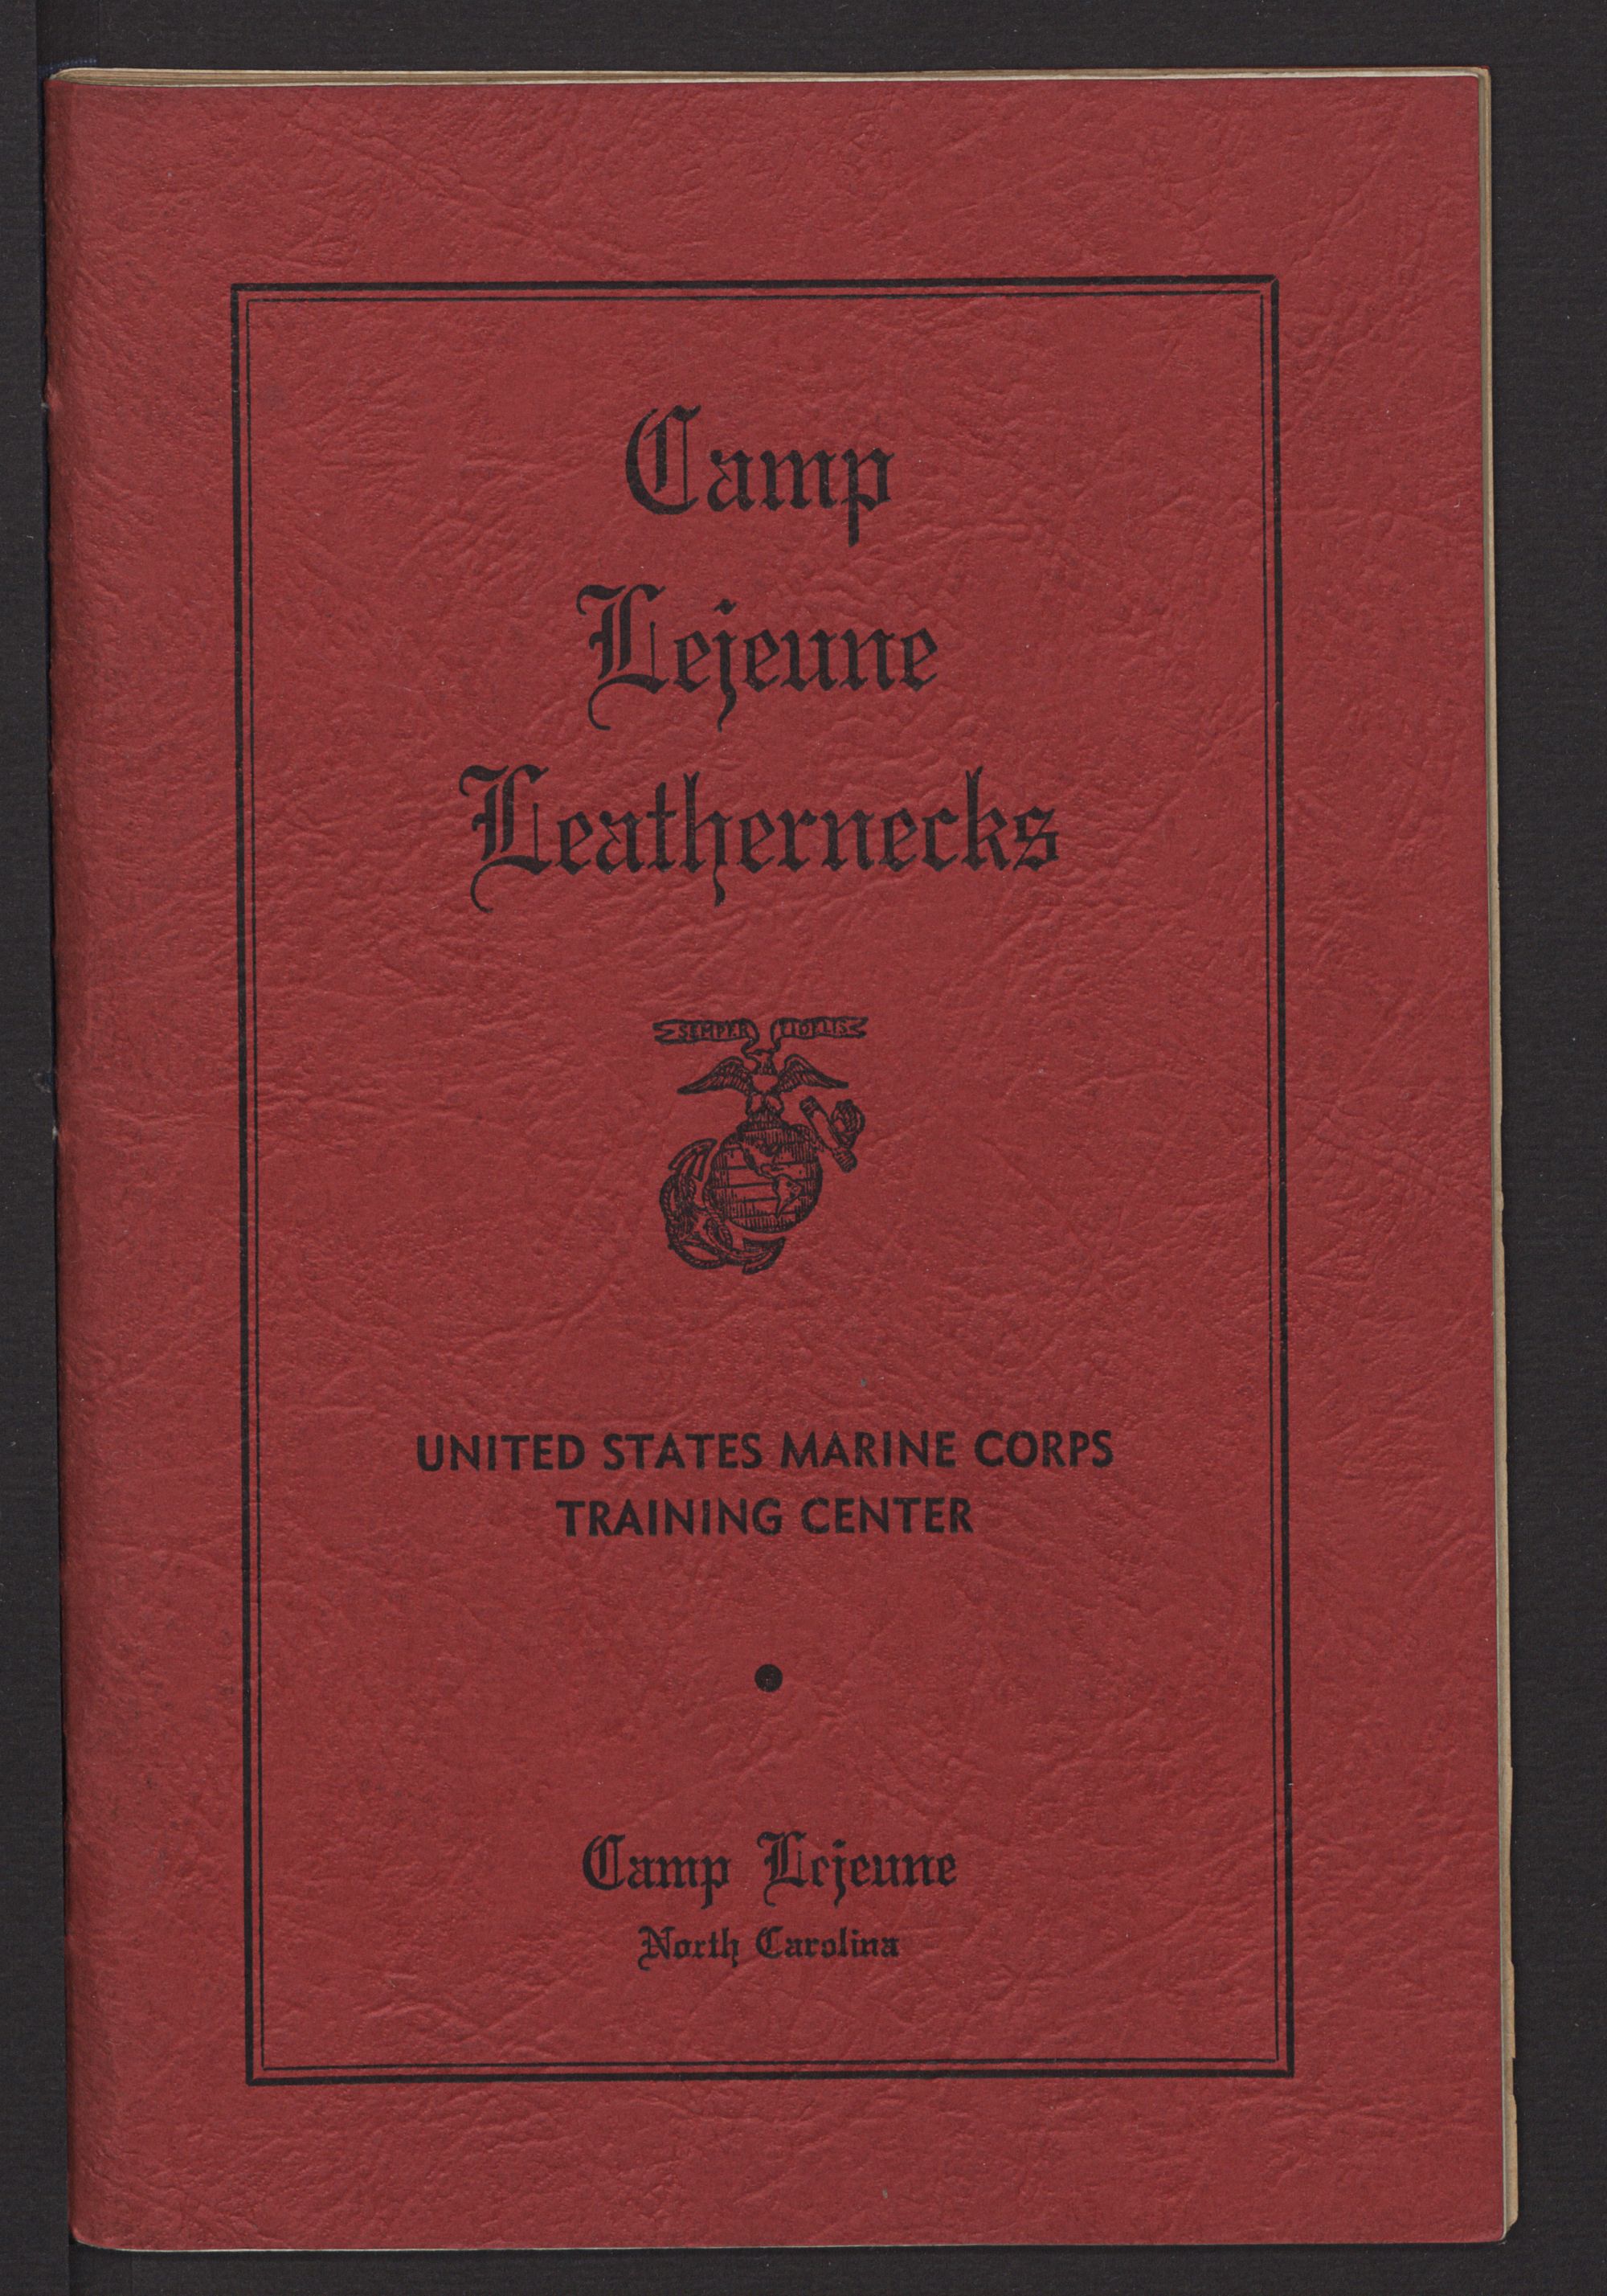 Camp
Lejeune
Leathernecks
SEMPER FIDELIS
UNITED STATES MARINE CORPS
TRAINING CENTER
Camp Lejeune
North Carolina